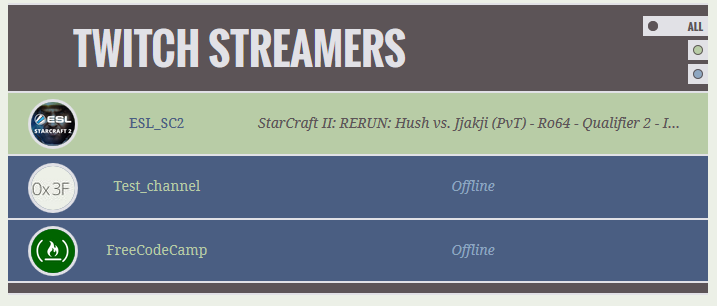 TWITCH STREAMERS
ALL
ESL
STARCRAFT 2
ESL_SC2
StarCraft II: RERUN: Hush vs. Jjakji (PvT) - Ro64 - Qualifier 2 - I...
0x3F
Test_channel
Offline
FreeCodeCamp
Offline